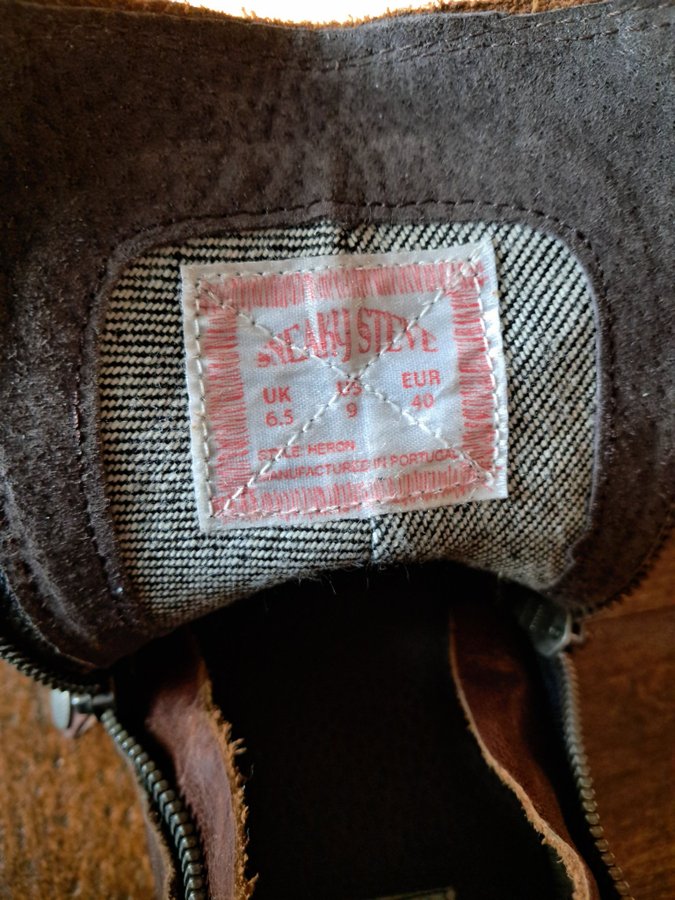 SNEAKY STEVE
UK US EUR
6.5 9 40
STYLE HERON
MANUFACTURED IN PORTUGAL